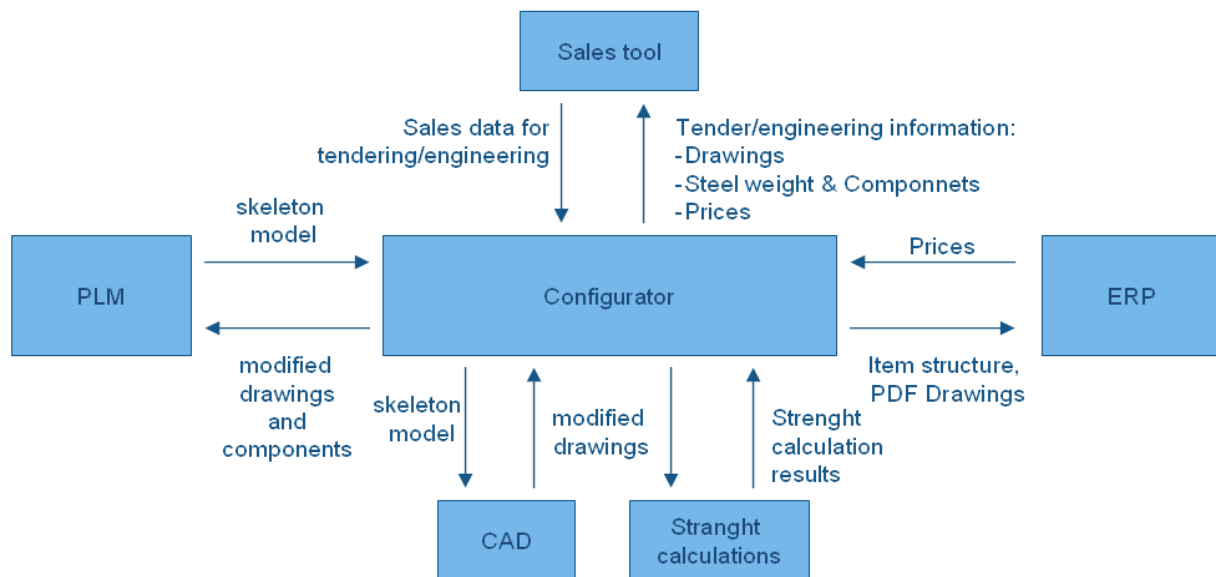 Sales tool
Sales data for
tendering/engineering
Tender/engineering information:
-Drawings
-Steel weight & Componnets
-Prices
skeleton
model
Prices
PLM
Configurator
ERP
modified
drawings
and
components
skeleton
model
modified
drawings
Strenght
calculation
results
Item structure,
PDF Drawings
CAD
Stranght
calculations